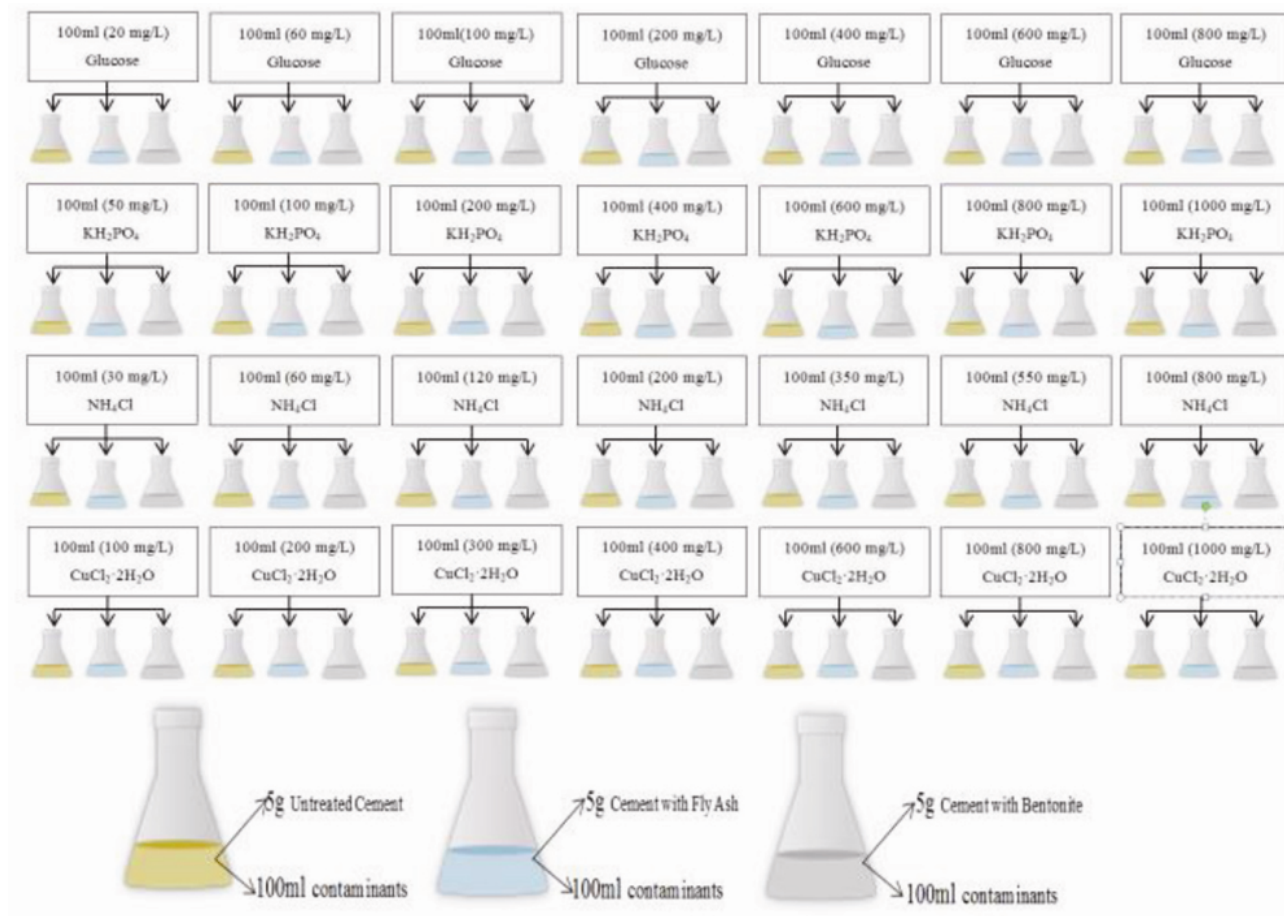 100ml (20 mg/L)
Glucose
100ml (60 mg/L)
Glucose
100ml(100 mg/L)
Glucose
100ml (200 mg/L)
Glucose
100ml (400 mg/L)
Glucose
100ml (600 mg/L)
Glucose
100ml (800 mg/L)
Glucose
100ml (50 mg/L)
KH₂PO₄
100ml (100 mg/L)
KH₂PO₄
100ml (200 mg/L)
KH₂PO₄
100ml (400 mg/L)
KH₂PO₄
100ml (600 mg/L)
KH₂PO₄
100ml (800 mg/L)
KH₂PO₄
100ml (1000 mg/L)
KH₂PO₄
100ml (30 mg/L)
NH₄Cl
100ml (60 mg/L)
NH₄Cl
100ml (120 mg/L)
NH₄Cl
100ml (200 mg/L)
NH₄Cl
100ml (350 mg/L)
NH₄Cl
100ml (550 mg/L)
NH₄Cl
100ml (800 mg/L)
NH₄Cl
100ml (100 mg/L)
CuCl₂·2H₂O
100ml (200 mg/L)
CuCl₂·2H₂O
100ml (300 mg/L)
CuCl₂·2H₂O
100ml (400 mg/L)
CuCl₂·2H₂O
100ml (600 mg/L)
CuCl₂·2H₂O
100ml (800 mg/L)
CuCl₂·2H₂O
100ml (1000 mg/L)
CuCl₂·2H₂O
5g Untreated Cement
100ml contaminants
5g Cement with Fly Ash
100ml contaminants
5g Cement with Bentonite
100ml contaminants